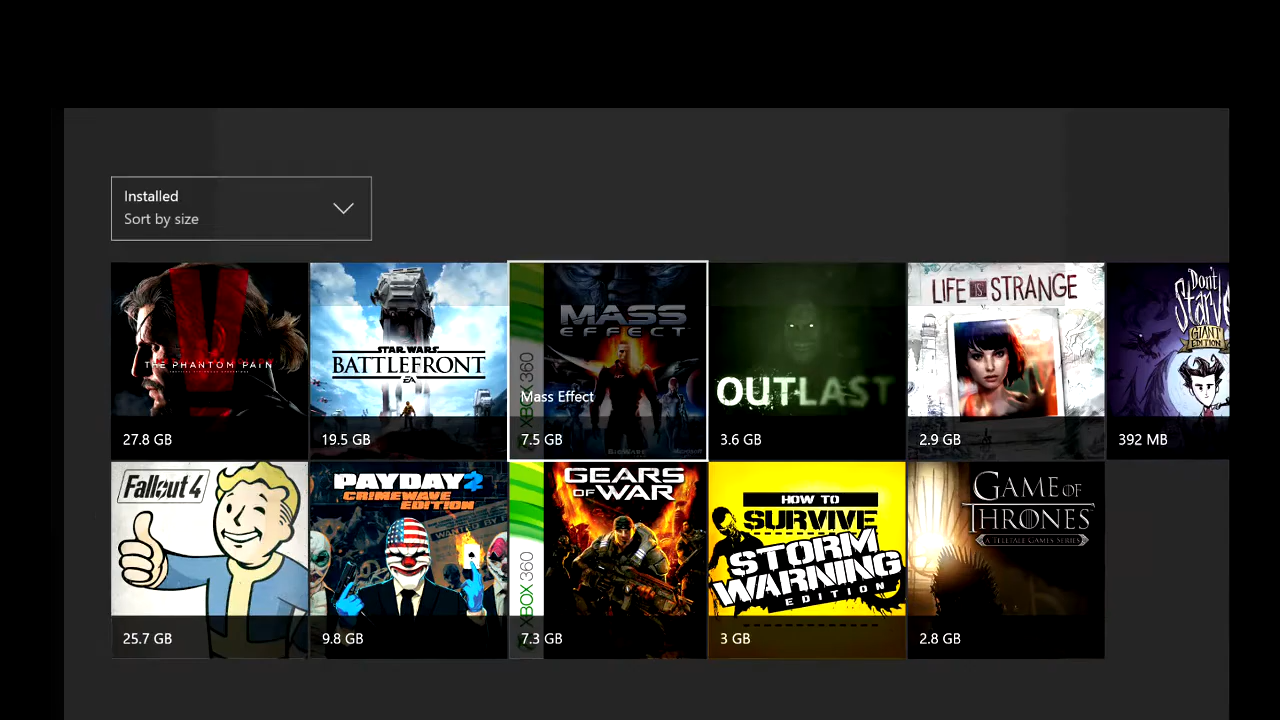 Installed
Sort by size
THE PHANTOM PAIN
27.8 GB
STAR WARS
BATTLEFRONT
EA
19.5 GB
XBOX 360
MASS
EFFECT
Mass Effect
7.5 GB
BIOWARE
Microsoft
OUTLAST
3.6 GB
LIFE IS STRANGE
2.9 GB
Don't
Starve
GIANT
EDITION
392 MB
Fallout 4
25.7 GB
PAYDAY 2
CRIMEWAVE
EDITION
9.8 GB
XBOX 360
GEARS
OF WAR
7.3 GB
HOW TO
SURVIVE
STORM
WARNING
EDITION
3 GB
GAME OF
THRONES
A TELLTALE GAMES SERIES
2.8 GB